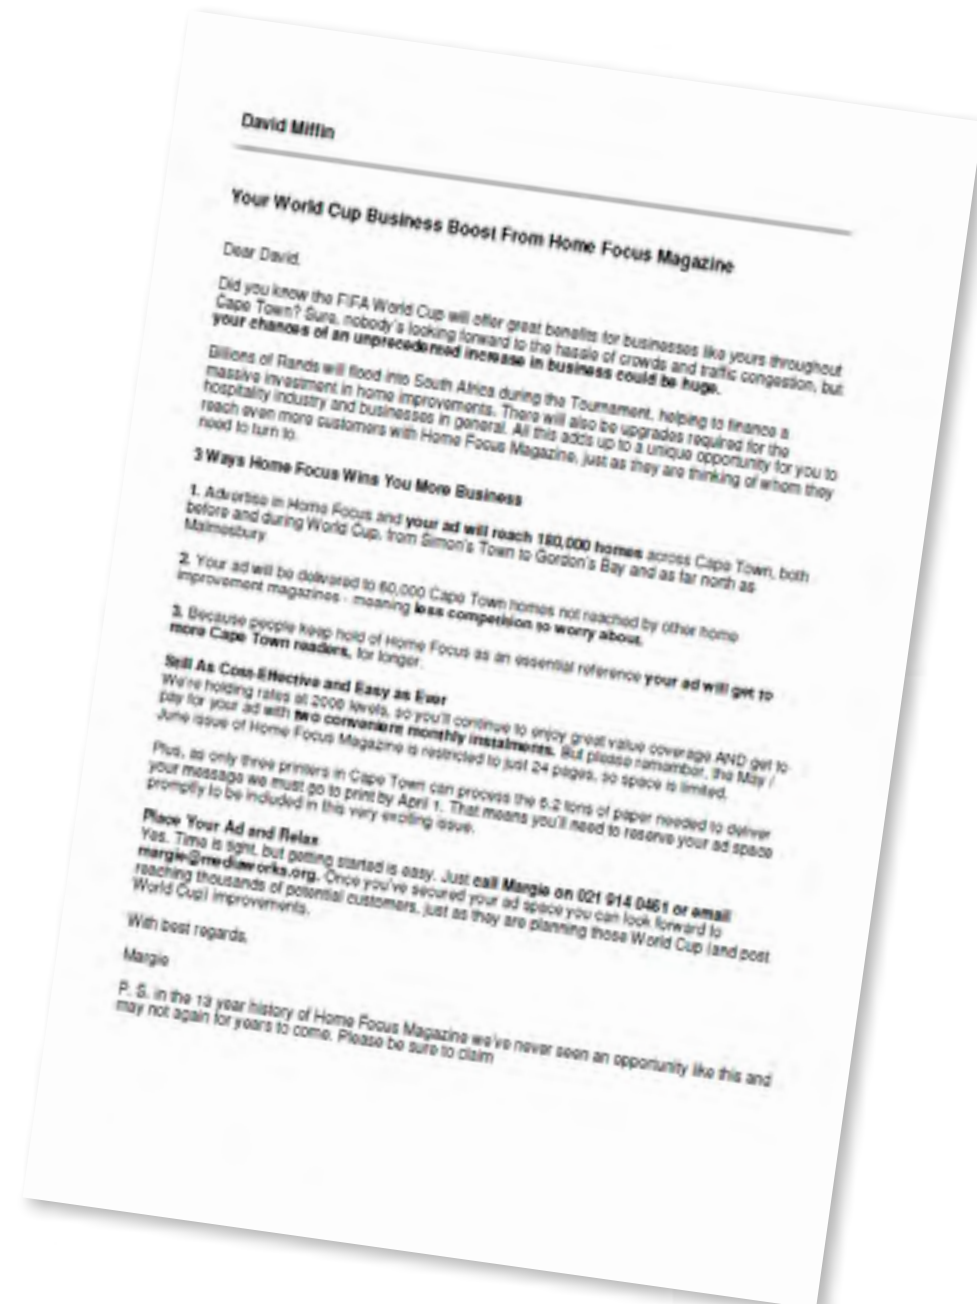 David Mifflin
Your World Cup Business Boost From Home Focus Magazine
Dear David,
Did you know the FIFA World Cup will offer great benefits for businesses like yours throughout
Cape Town? Sure, nobody's looking forward to the hassle of crowds and traffic congestion, but
your chances of an unprecedented increase in business could be huge.
Billions of Rands will flood into South Africa during the Tournament, helping to finance a
massive investment in home improvements. There will also be upgrades required for the
hospitality industry and businesses in general. All this adds up to a unique opportunity for you to
reach even more customers with Home Focus Magazine, just as they are thinking of whom they
need to turn to.
3 Ways Home Focus Wins You More Business
1. Advertise in Home Focus and your ad will reach 180,000 homes across Cape Town, both
before and during World Cup, from Simon's Town to Gordon's Bay and as far north as
Malmesbury.
2. Your ad will be delivered to 60,000 Cape Town homes not reached by other home
improvement magazines - meaning less competition to worry about.
3. Because people keep hold of Home Focus as an essential reference your ad will get to
more Cape Town readers, for longer.
Still As Cost-Effective and Easy as Ever
We're holding rates at levels, so you'll continue to enjoy great value coverage AND get to
pay for your ad with two convenient monthly instalments. But please remember, the May /
June issue of Home Focus Magazine is restricted to just 24 pages, so space is limited.
Plus, as only three printers in Cape Town can process the 6.2 tons of paper needed to deliver
your message we must go to print by April 1. That means you'll need to reserve your ad space
promptly to be included in this very exciting issue.
Place Your Ad and Relax
Yes. Time is tight, but getting started is easy. Just call Margie on 021 914 0461 or email
margie@mediaworks.org. Once you've secured your ad space you can look forward to
reaching thousands of potential customers, just as they are planning those World Cup (and post
World Cup) improvements.
With best regards,
Margie
P. S. in the 13 year history of Home Focus Magazine we've never seen an opportunity like this and
may not again for years to come. Please be sure to claim